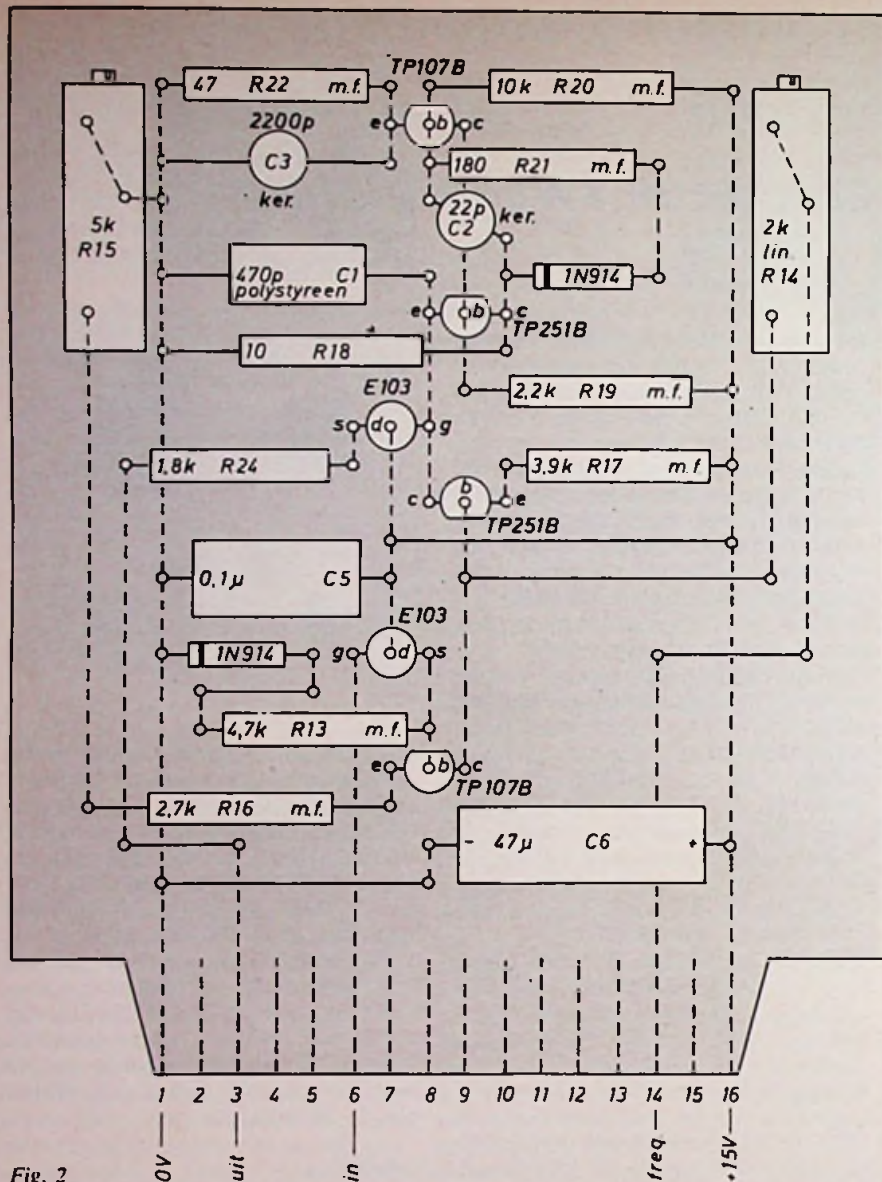 TP107B
47 R22 m.f.
10k R20 m.f.
e b c
2200p
C3
ker.
180 R21 m.f.
22p
C2
ker.
5k
R15
2k
lin.
R14
470p C1
polystyreen
1N914
e b c
TP251B
10 R18
E103
2,2k R19 m.f.
s d g
1,8k R24
3,9k R17 m.f.
b
c e
TP251B
0,1µ C5
E103
1N914
g d s
4,7k R13 m.f.
e b c
TP107B
2,7k R16 m.f.
- 47µ C6 +
1 2 3 4 5 6 7 8 9 10 11 12 13 14 15 16
0V
uit
in
freq.
+15V
Fig. 2